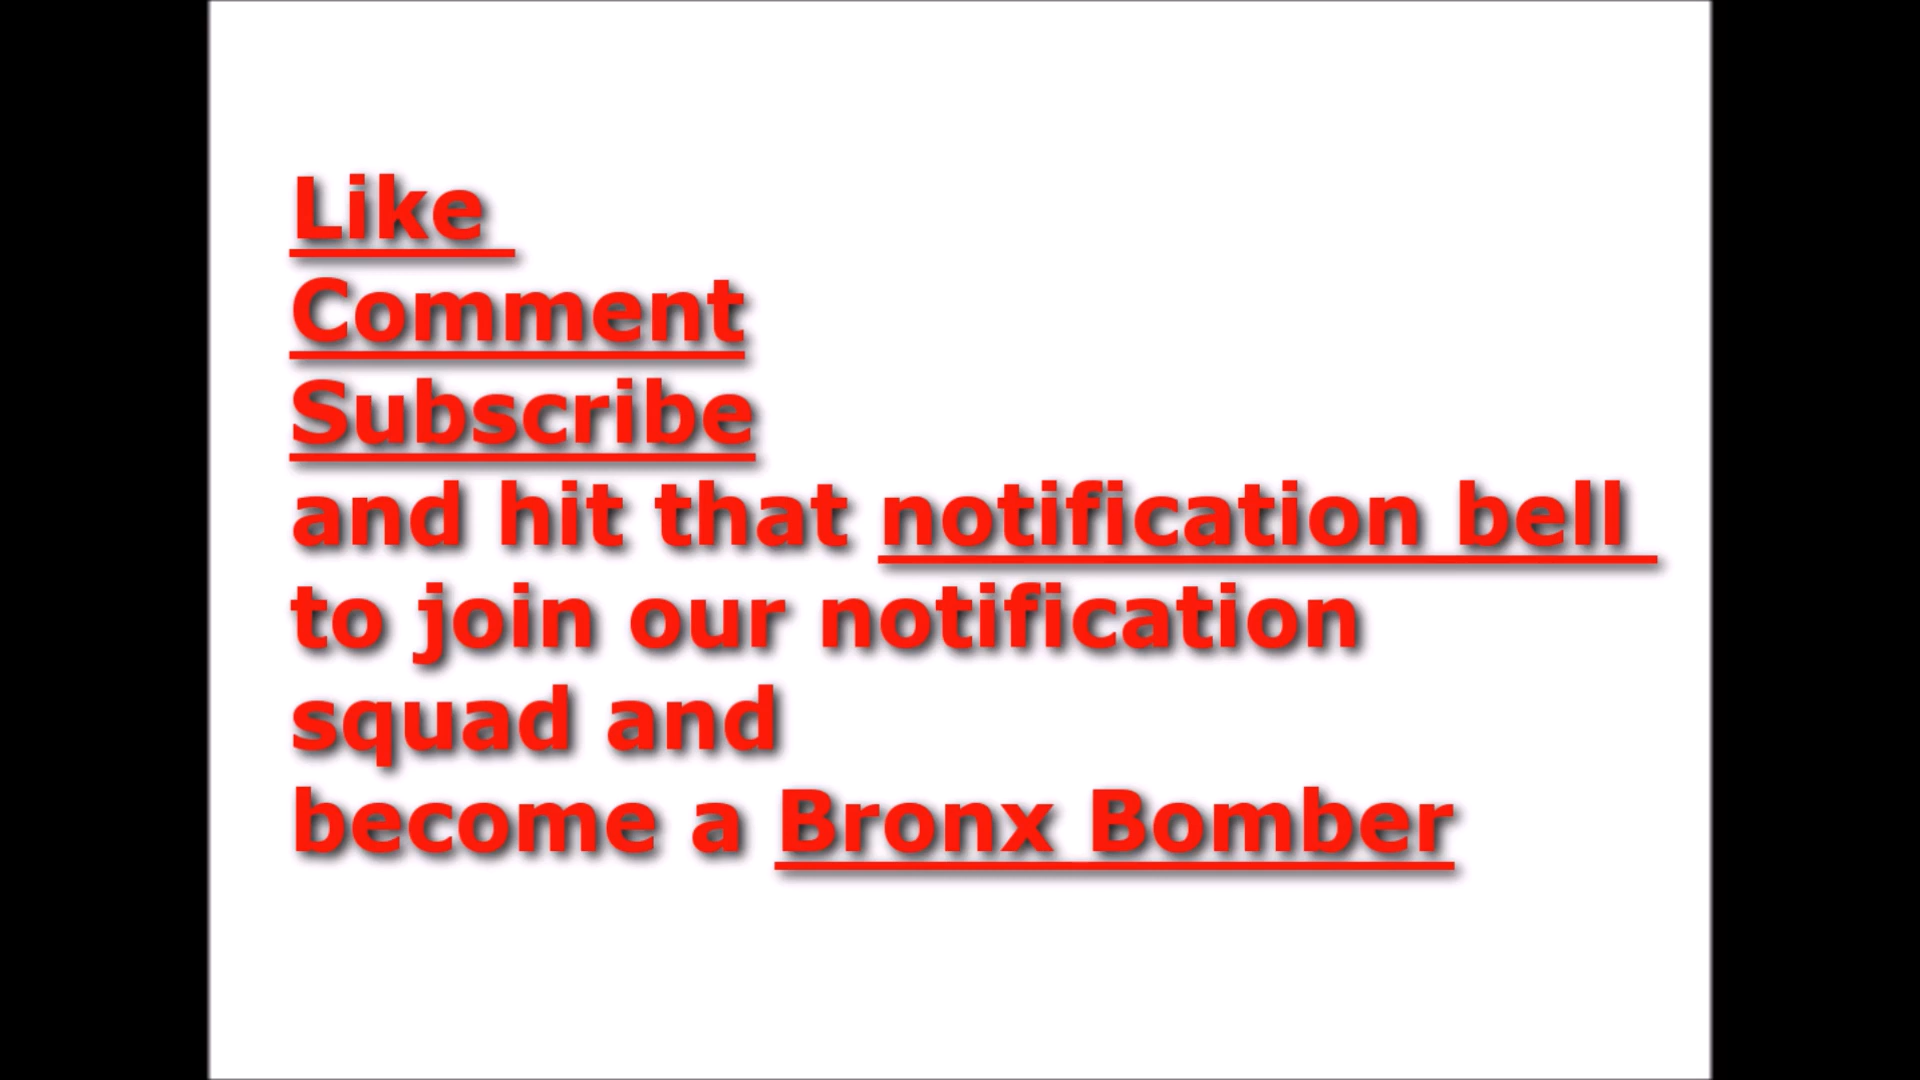 Like
Comment
Subscribe
and hit that notification bell
to join our notification
squad and
become a Bronx Bomber